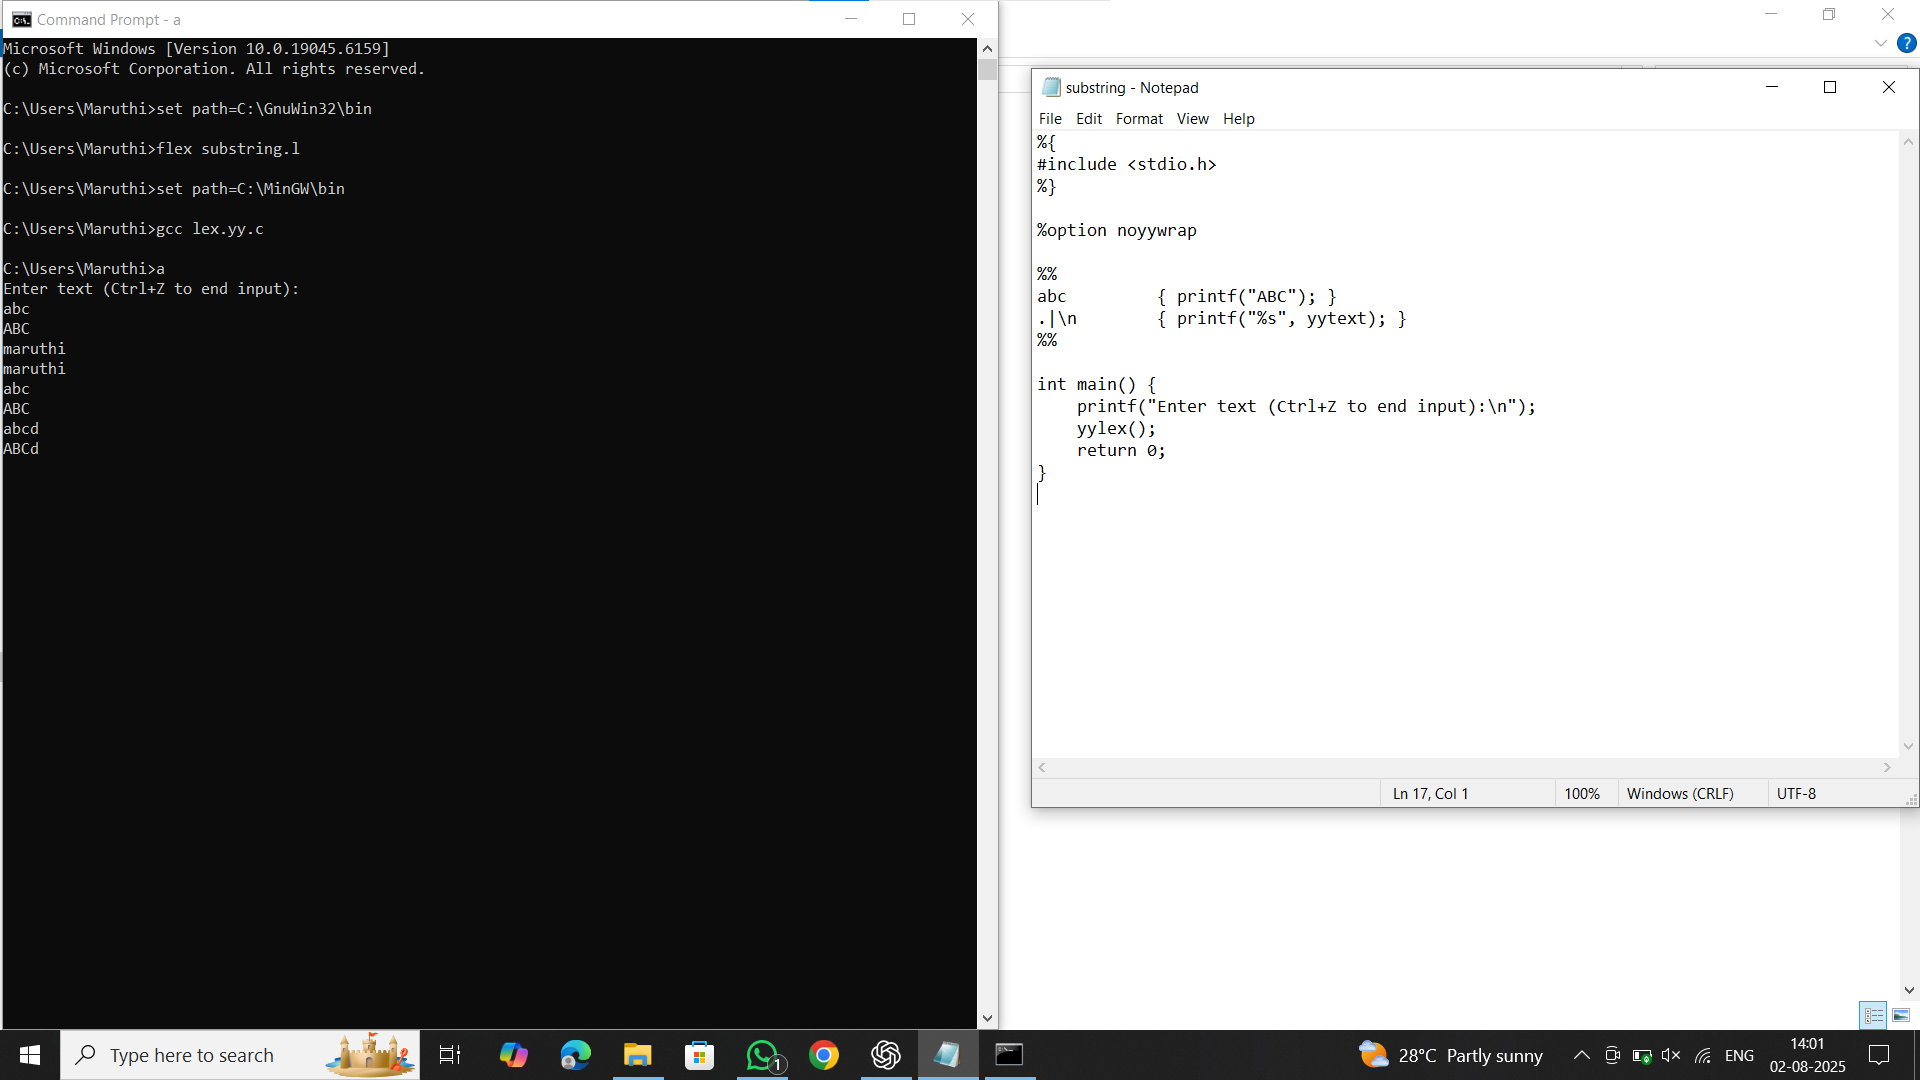 Command Prompt - a
Microsoft Windows [Version 10.0.19045.6159]
(c) Microsoft Corporation. All rights reserved.
C:\Users\Maruthi>set path=C:\GnuWin32\bin
C:\Users\Maruthi>flex substring.l
C:\Users\Maruthi>set path=C:\MinGW\bin
C:\Users\Maruthi>gcc lex.yy.c
C:\Users\Maruthi>a
Enter text (Ctrl+Z to end input):
abc
ABC
maruthi
maruthi
abc
ABC
abcd
ABCd
substring - Notepad
File Edit Format View Help
%{
#include <stdio.h>
%}
%option noyywrap
%%
abc         { printf("ABC"); }
.|\n        { printf("%s", yytext); }
%%
int main() {
    printf("Enter text (Ctrl+Z to end input):\n");
    yylex();
    return 0;
}
Ln 17, Col 1 100% Windows (CRLF) UTF-8
Type here to search
1
28°C Partly sunny
ENG
14:01
02-08-2025